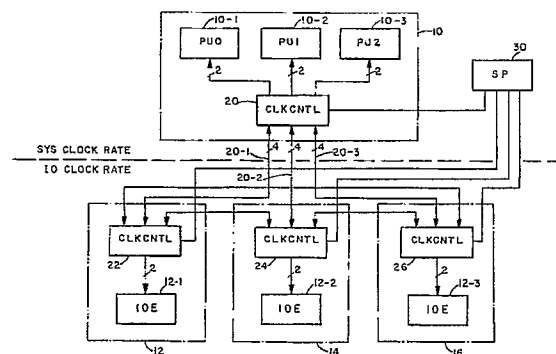 10-1
10-2
10-3
10
PU0
PU1
PU2
30
SP
2
2
2
20
CLKCNTL
4
4
4
20-1
20-3
SYS CLOCK RATE
IO CLOCK RATE
20-2
CLKCNTL
CLKCNTL
CLKCNTL
22
24
26
2
2
2
12-1
12-2
12-3
IOE
IOE
IOE
12
14
16